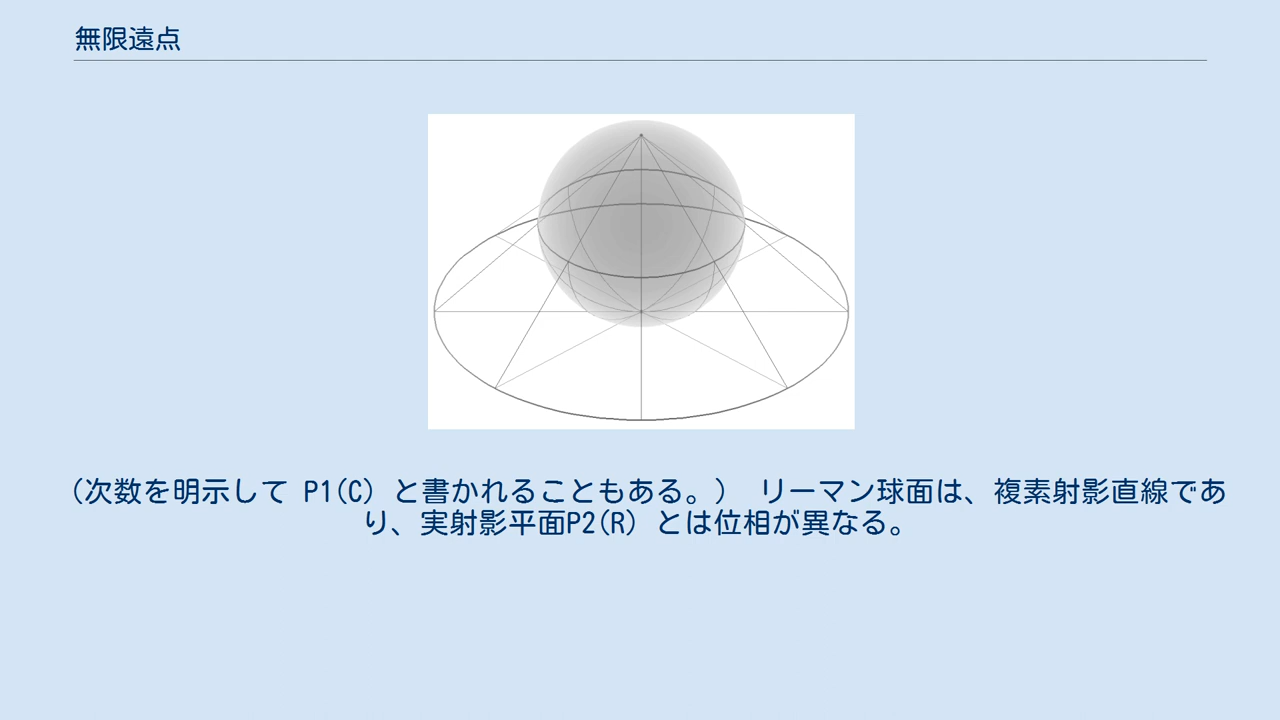 無限遠点
(次数を明示して P1(C) と書かれることもある。) リーマン球面は、複素射影直線であ
り、実射影平面P2(R) とは位相が異なる。